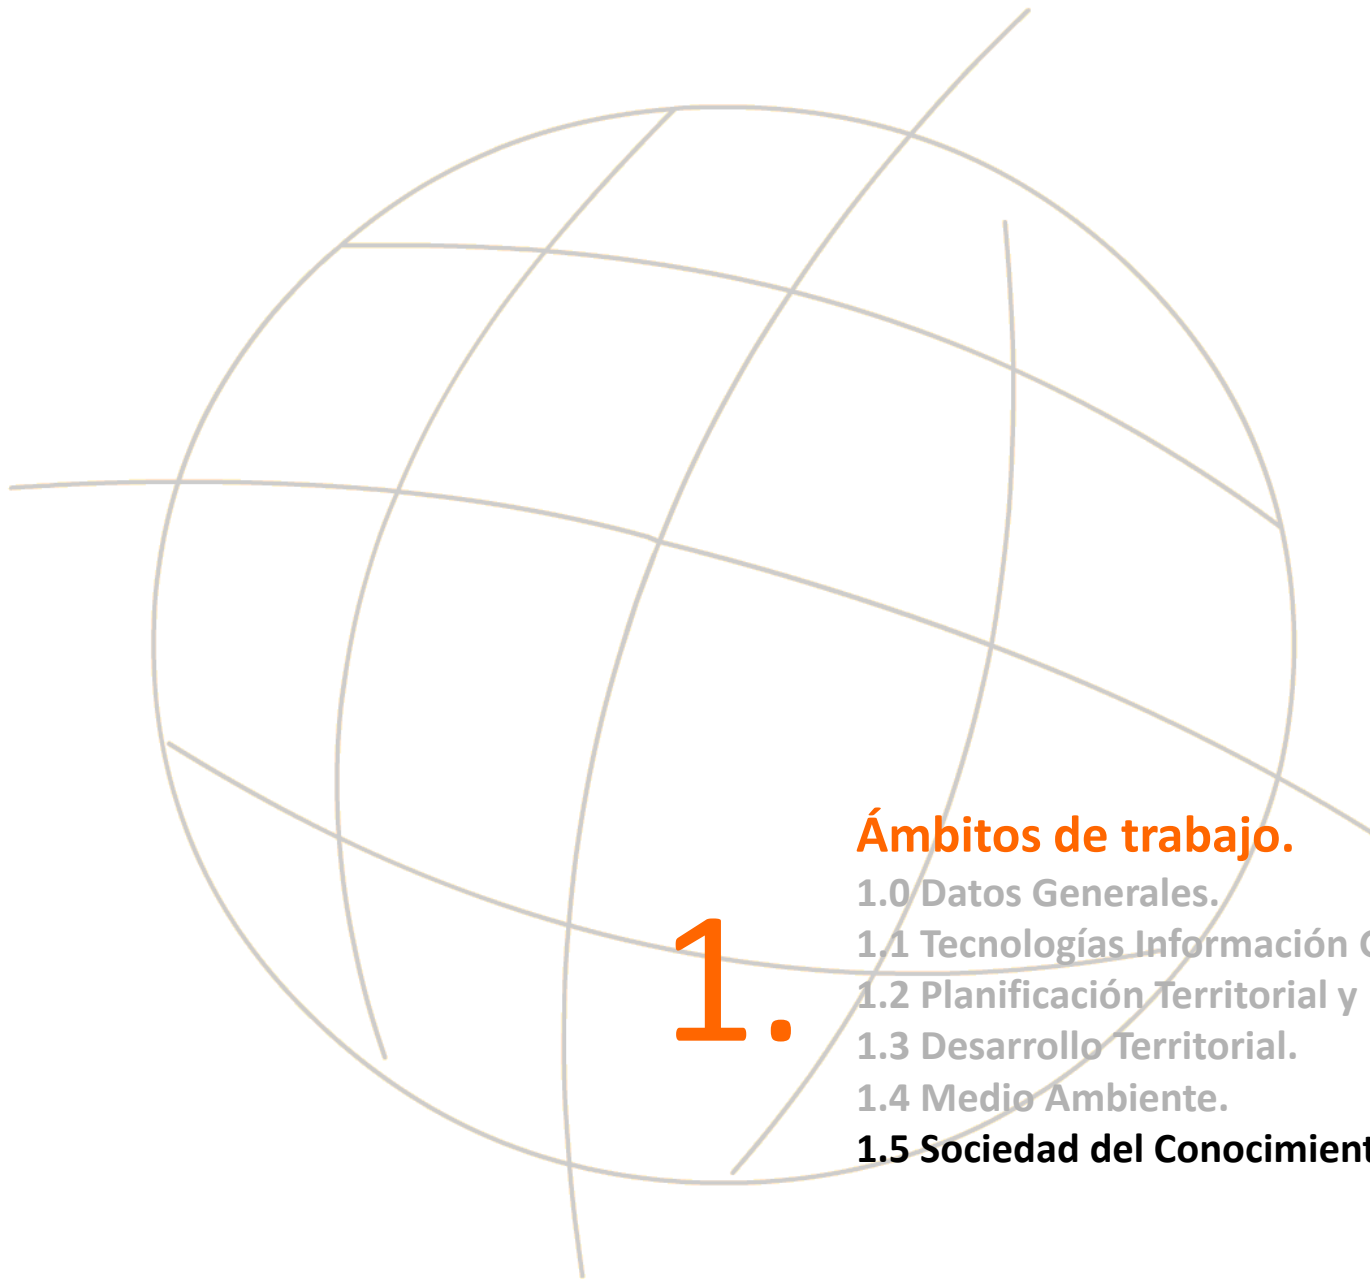 Ámbitos de trabajo.
1.
1.0 Datos Generales.
1.1 Tecnologías Información
1.2 Planificación Territorial y
1.3 Desarrollo Territorial.
1.4 Medio Ambiente.
1.5 Sociedad del